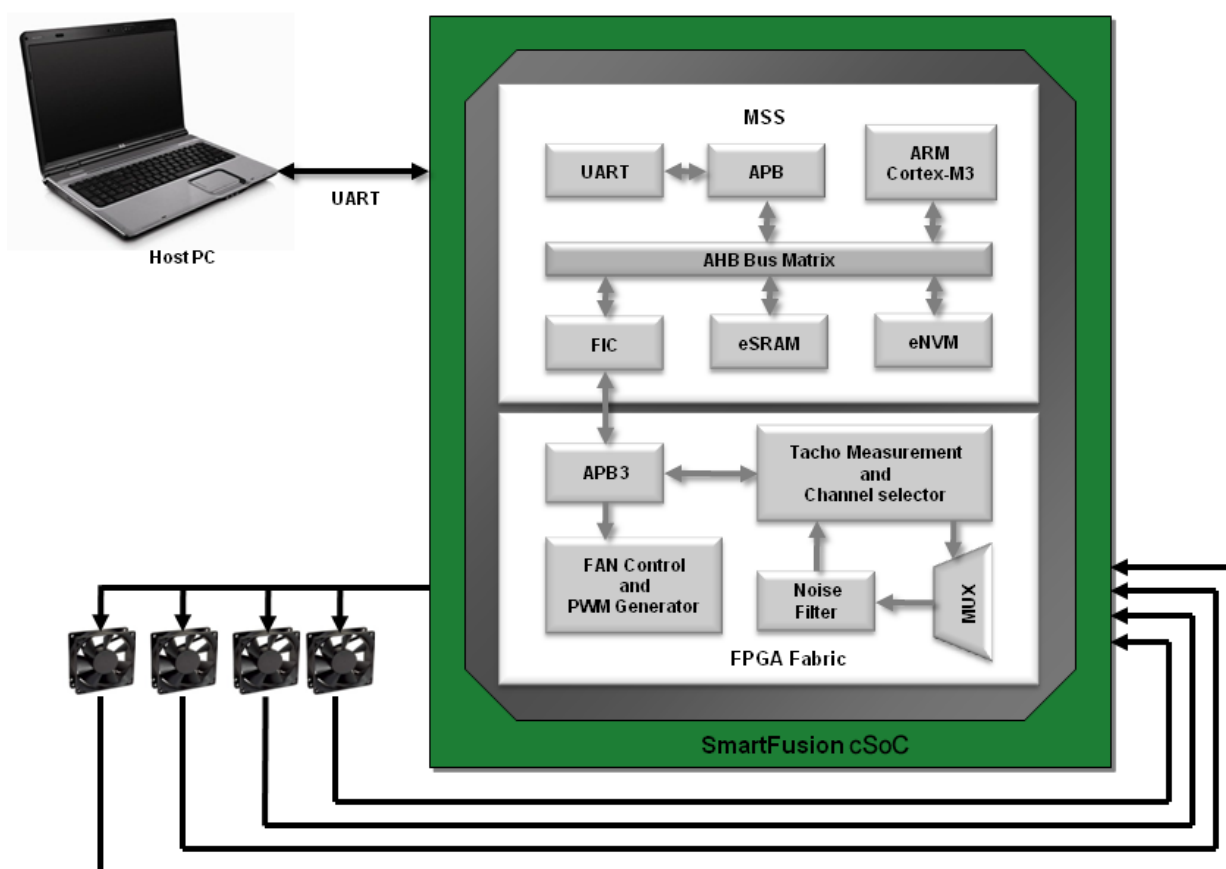 MSS
UART
APB
ARM
Cortex-M3
UART
Host PC
AHB Bus Matrix
FIC
eSRAM
eNVM
APB3
Tacho Measurement
and
Channel selector
FAN Control
and
PWM Generator
Noise
Filter
MUX
FPGA Fabric
SmartFusion cSoC